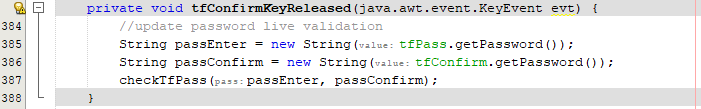 private void tfConfirmKeyReleased(java.awt.event.KeyEvent evt) {
384 //update password live validation
385 String passEnter = new String(value: tfPass.getPassword());
386 String passConfirm = new String(value: tfConfirm.getPassword());
387 checkTfPass(pass: passEnter, passConfirm);
388 }